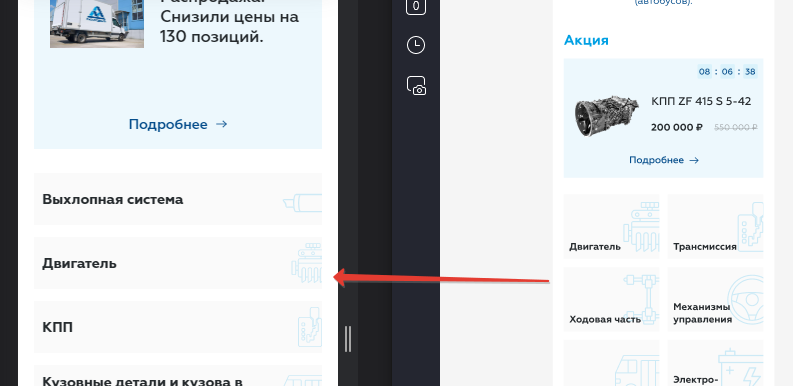 Распродажа.
Снизили цены на
130 позиций.
Подробнее →
Выхлопная система
Двигатель
КПП
Кузовные детали и кузова в
0
(автобусов).
Акция
08 : 06 : 38
КПП ZF 415 S 5-42
200 000 ₽ 550 000 ₽
Подробнее →
Двигатель
Трансмиссия
Ходовая часть
Механизмы
управления
Электро-